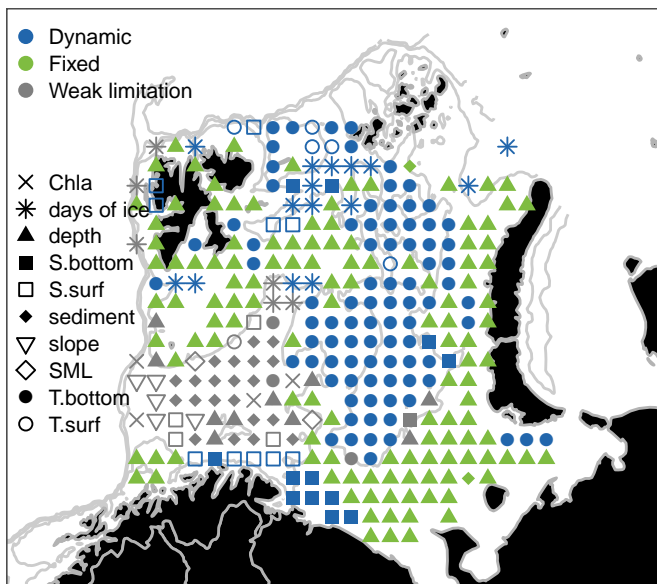 Dynamic
Fixed
Weak limitation
Chla
days of ice
depth
S.bottom
S.surf
sediment
slope
SML
T.bottom
T.surf